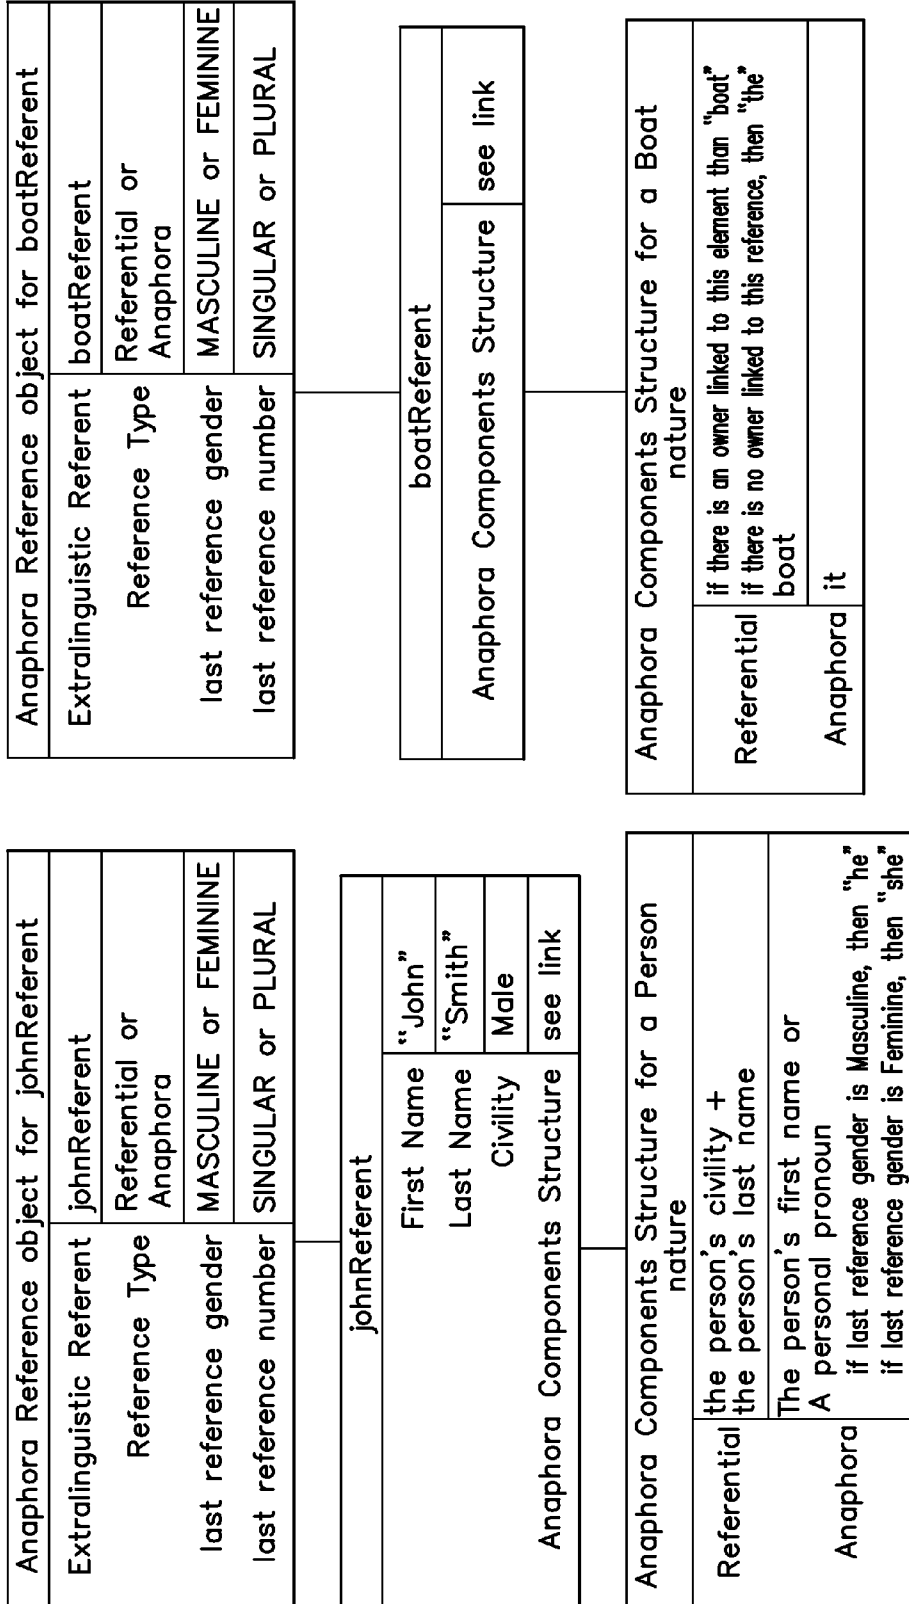 Anaphora Reference object for johnReferent
Extralinguistic Referent johnReferent
Reference Type Referential or
Anaphora
last reference gender MASCULINE or FEMININE
last reference number SINGULAR or PLURAL
johnReferent
First Name "John"
Last Name "Smith"
Civility Male
Anaphora Components Structure see link
Anaphora Components Structure for a Person
nature
Referential the person's civility +
the person's last name
Anaphora The person's first name or
A personal pronoun
if last reference gender is Masculine, then "he"
if last reference gender is Feminine, then "she"
Anaphora Reference object for boatReferent
Extralinguistic Referent boatReferent
Reference Type Referential or
Anaphora
last reference gender MASCULINE or FEMININE
last reference number SINGULAR or PLURAL
boatReferent
Anaphora Components Structure see link
Anaphora Components Structure for a Boat
nature
Referential if there is an owner linked to this element than "boat"
if there is no owner linked to this reference, then "the"
boat
Anaphora it